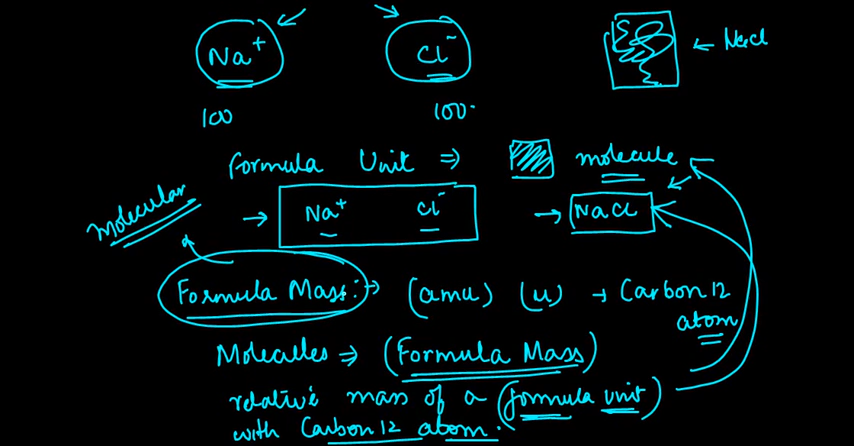 Na⁺ Cl⁻ ← NaCl
100 100
Formula Unit ⇒ molecule
Molecular
→ Na⁺ Cl⁻ → NaCl
Formula Mass:→ (amu) (u) → Carbon 12
atom
Molecules ⇒ (Formula Mass)
relative mass of a (formula unit)
with Carbon 12 atom.